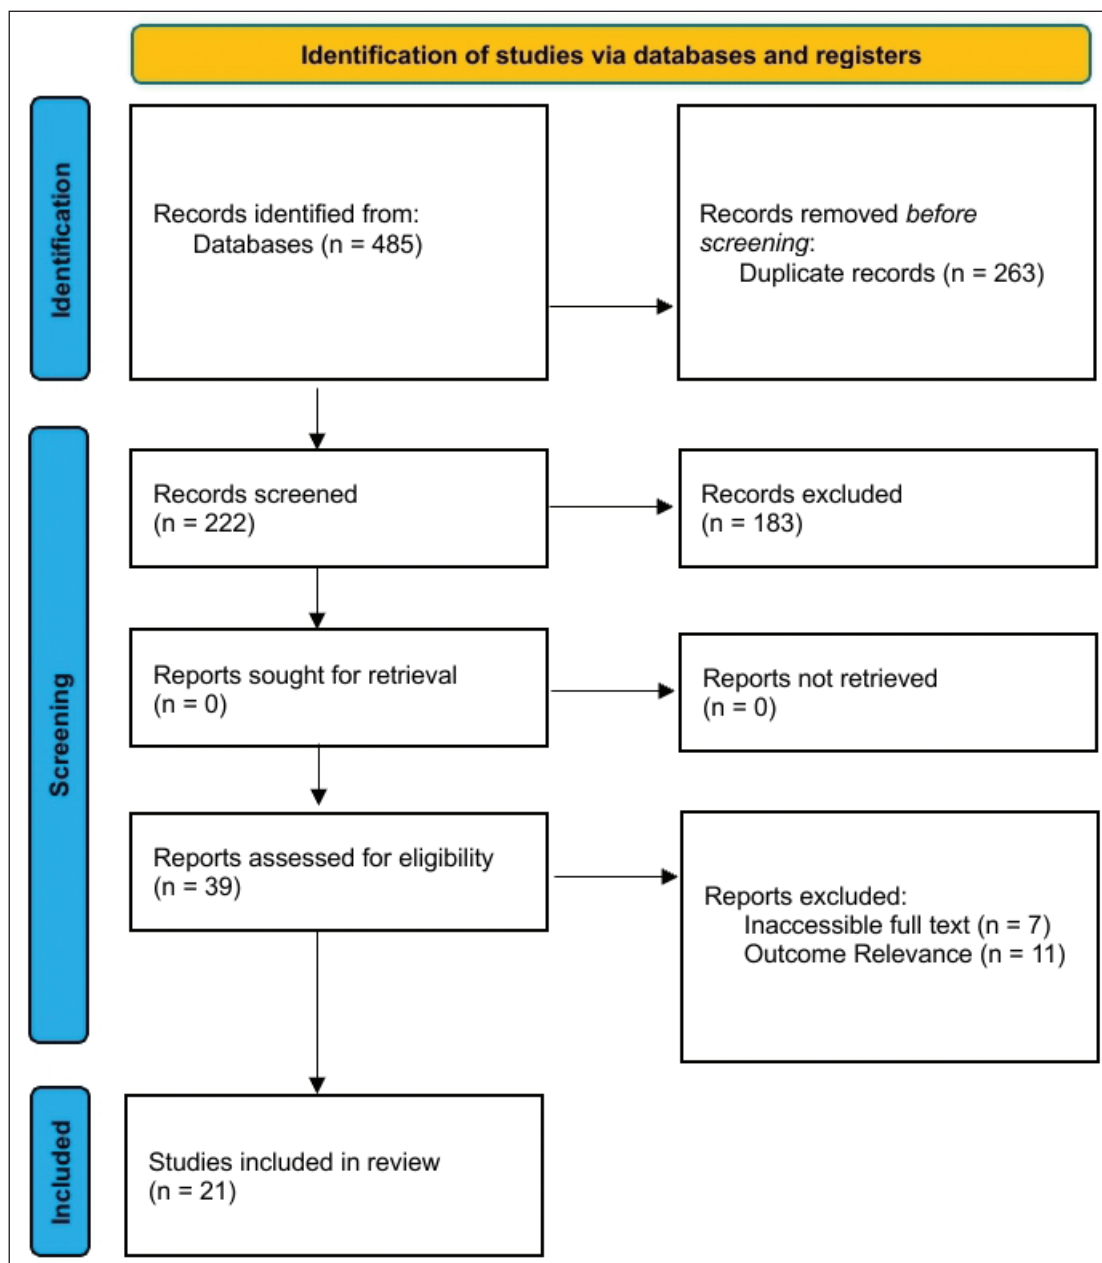 Identification of studies via databases and registers
Identification
Records identified from:
Databases (n = 485)
Records removed before
screening:
Duplicate records (n = 263)
Screening
Records screened
(n = 222)
Records excluded
(n = 183)
Reports sought for retrieval
(n = 0)
Reports not retrieved
(n = 0)
Reports assessed for eligibility
(n = 39)
Reports excluded:
Inaccessible full text (n = 7)
Outcome Relevance (n = 11)
Included
Studies included in review
(n = 21)